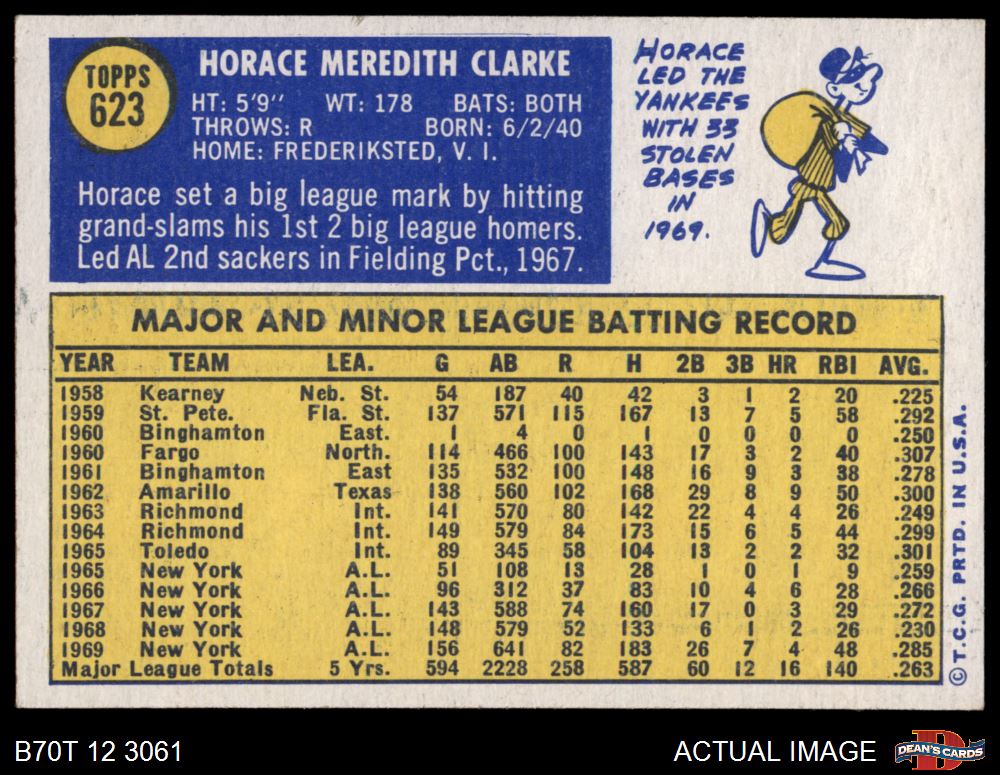 TOPPS
623
HORACE MEREDITH CLARKE
HT: 5'9" WT: 178 BATS: BOTH
THROWS: R BORN: 6/2/40
HOME: FREDERIKSTED, V. I.
Horace set a big league mark by hitting
grand-slams his 1st 2 big league homers.
Led AL 2nd sackers in Fielding Pct., 1967.
HORACE
LED THE
YANKEES
WITH 33
STOLEN
BASES
IN
1969.
MAJOR AND MINOR LEAGUE BATTING RECORD
YEAR TEAM LEA. G AB R H 2B 3B HR RBI AVG.
1958 Kearney Neb. St. 54 187 40 42 3 1 2 20 .225
1959 St. Pete. Fla. St. 137 571 115 167 13 7 5 58 .292
1960 Binghamton East. 1 4 0 1 0 0 0 0 .250
1960 Fargo North. 114 466 100 143 17 3 2 40 .307
1961 Binghamton East 135 532 100 148 16 9 3 38 .278
1962 Amarillo Texas 138 560 102 168 29 8 9 50 .300
1963 Richmond Int. 141 570 80 142 22 4 4 26 .249
1964 Richmond Int. 149 579 84 173 15 6 5 44 .299
1965 Toledo Int. 89 345 58 104 13 2 2 32 .301
1965 New York A.L. 51 108 13 28 1 0 1 9 .259
1966 New York A.L. 96 312 37 83 10 4 6 28 .266
1967 New York A.L. 143 588 74 160 17 0 3 29 .272
1968 New York A.L. 148 579 52 133 6 1 2 26 .230
1969 New York A.L. 156 641 82 183 26 7 4 48 .285
Major League Totals 5 Yrs. 594 2228 258 587 60 12 16 140 .263
©T.C.G. PRTD. IN U.S.A.
B70T 12 3061
ACTUAL IMAGE
D
DEAN'S CARDS